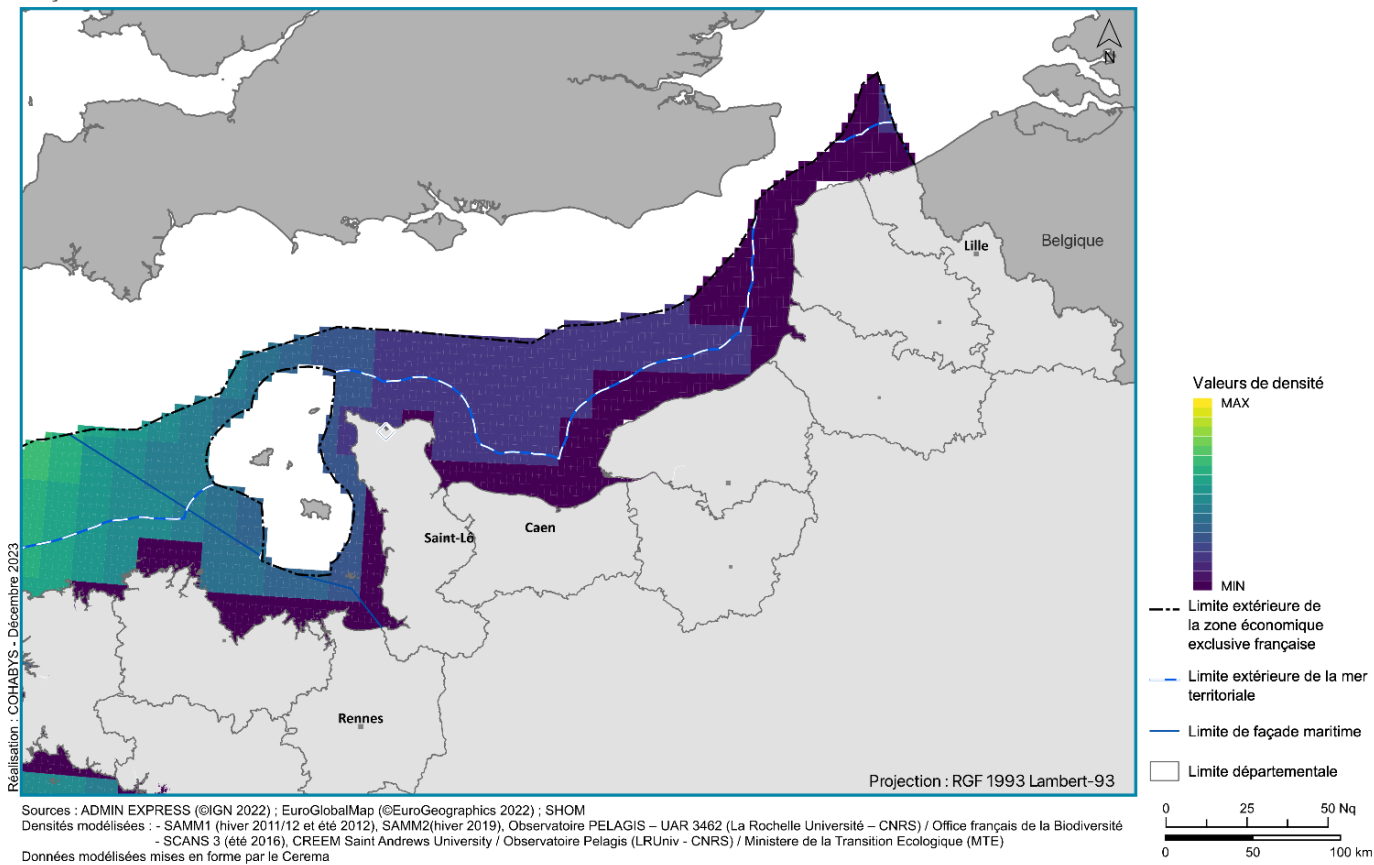 N
Lille
Belgique
Saint-Lô
Caen
Rennes
Projection : RGF 1993 Lambert-93
Réalisation : COHABYS - Décembre 2023
Valeurs de densité
MAX
MIN
Limite extérieure de
la zone économique
exclusive française
Limite extérieure de la mer
territoriale
Limite de façade maritime
Limite départementale
0 25 50 Nq
0 50 100 km
Sources : ADMIN EXPRESS (©IGN 2022) ; EuroGlobalMap (©EuroGeographics 2022) ; SHOM
Densités modélisées : - SAMM1 (hiver 2011/12 et été 2012), SAMM2(hiver 2019), Observatoire PELAGIS – UAR 3462 (La Rochelle Université – CNRS) / Office français de la Biodiversité
- SCANS 3 (été 2016), CREEM Saint Andrews University / Observatoire Pelagis (LRUniv - CNRS) / Ministere de la Transition Ecologique (MTE)
Données modélisées mises en forme par le Cerema